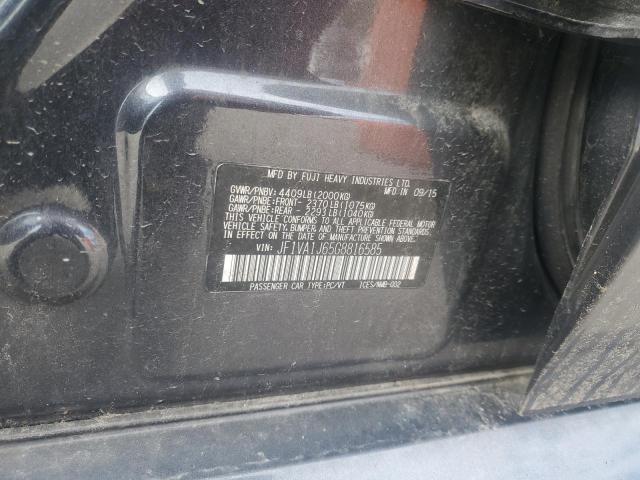 MFD BY FUJI HEAVY INDUSTRIES LTD.
GVWR/PNBV: 4409LB(2000KG) MADE IN 09/15
GAWR/PNBE:FRONT- 2370LB(1075KG)
GAWR/PNBE:REAR - 2293LB(1040KG)
THIS VEHICLE CONFORMS TO ALL APPLICABLE FEDERAL MOTOR
VEHICLE SAFETY,BUMPER,AND THEFT PREVENTION STANDARDS
IN EFFECT ON THE DATE OF MANUFACTURE SHOWN ABOVE.
VIN: JF1VA1J65G8816585
PASSENGER CAR TYPE:PC/VT ICES/NMB-002